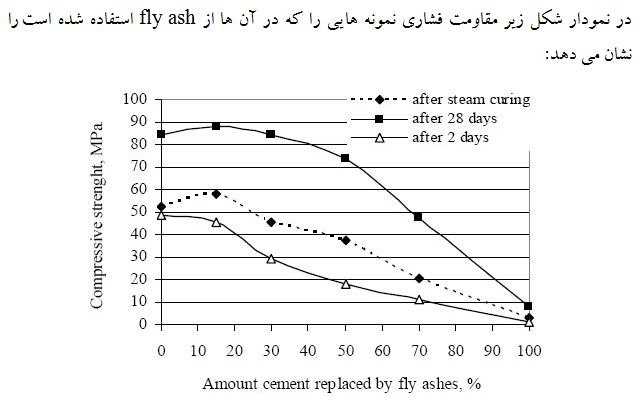 در نمودار شکل زیر مقاومت فشاری نمونه هایی را که در آن ها از fly ash استفاده شده است را
نشان می دهد:
after steam curing
after 28 days
after 2 days
Compressive strenght, MPa
100
90
80
70
60
50
40
30
20
10
0
0 10 20 30 40 50 60 70 80 90 100
Amount cement replaced by fly ashes, %